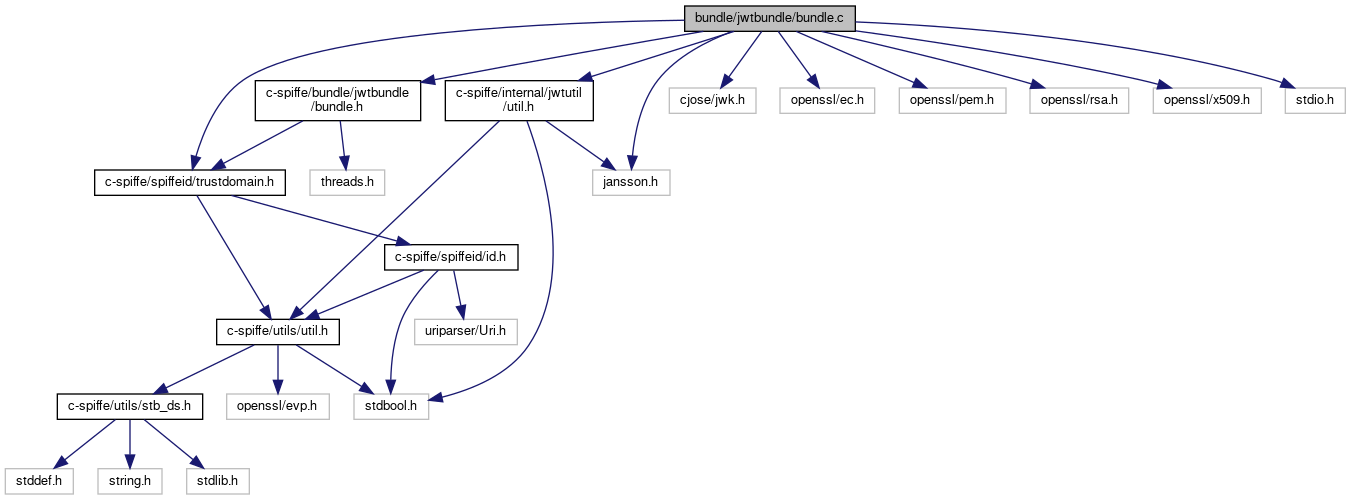 bundle/jwtbundle/bundle.c
c-spiffe/bundle/jwtbundle
/bundle.h
c-spiffe/internal/jwtutil
/util.h
cjose/jwk.h
openssl/ec.h
openssl/pem.h
openssl/rsa.h
openssl/x509.h
stdio.h
c-spiffe/spiffeid/trustdomain.h
threads.h
jansson.h
c-spiffe/spiffeid/id.h
c-spiffe/utils/util.h
uriparser/Uri.h
c-spiffe/utils/stb_ds.h
openssl/evp.h
stdbool.h
stddef.h
string.h
stdlib.h